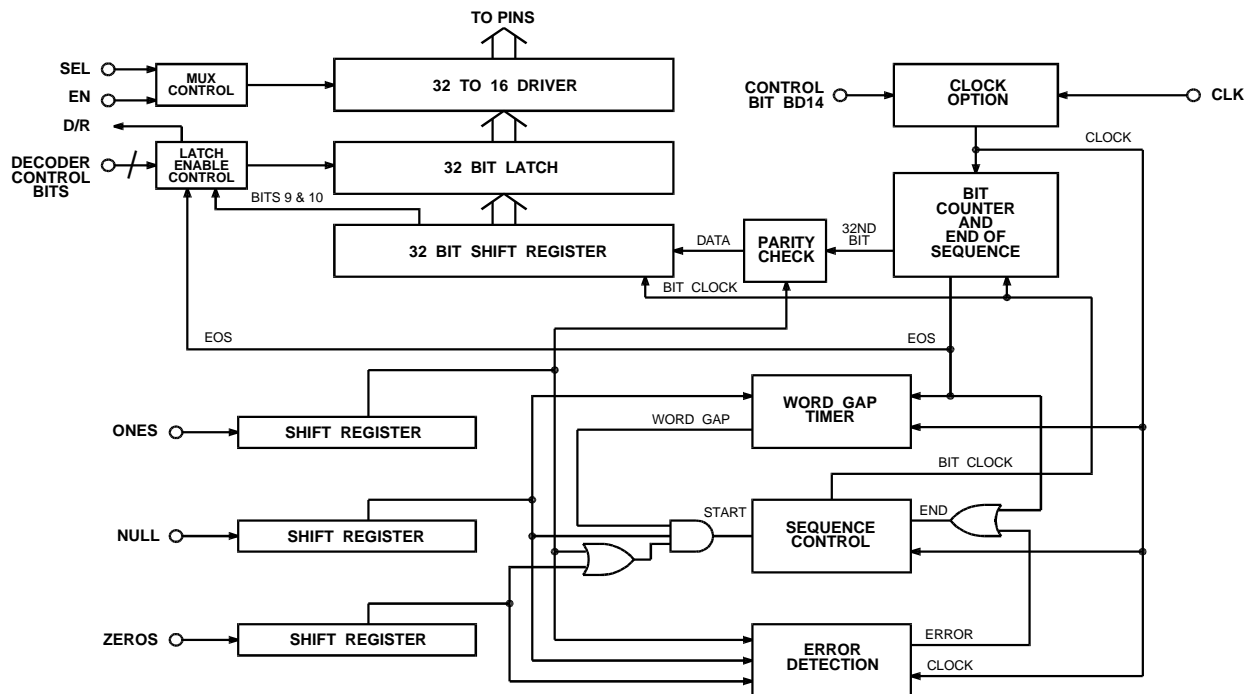 TO PINS
SEL
EN
MUX
CONTROL
32 TO 16 DRIVER
CONTROL
BIT BD14
CLOCK
OPTION
CLK
D/R
DECODER
CONTROL
BITS
LATCH
ENABLE
CONTROL
32 BIT LATCH
CLOCK
BITS 9 & 10
32 BIT SHIFT REGISTER
DATA
PARITY
CHECK
32ND
BIT
BIT
COUNTER
AND
END OF
SEQUENCE
BIT CLOCK
EOS
EOS
ONES
SHIFT REGISTER
WORD GAP
WORD GAP
TIMER
BIT CLOCK
NULL
SHIFT REGISTER
START
SEQUENCE
CONTROL
END
ZEROS
SHIFT REGISTER
ERROR
DETECTION
ERROR
CLOCK